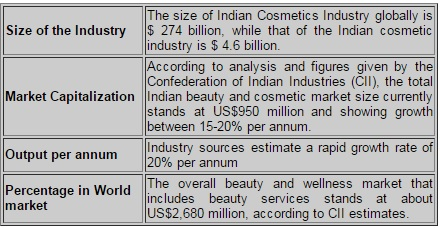 Size of the Industry
The size of Indian Cosmetics Industry globally is
$ 274 billion, while that of the Indian cosmetic
industry is $ 4.6 billion.
Market Capitalization
According to analysis and figures given by the
Confederation of Indian Industries (CII), the total
Indian beauty and cosmetic market size currently
stands at US$950 million and showing growth
between 15-20% per annum.
Output per annum
Industry sources estimate a rapid growth rate of
20% per annum
Percentage in World
market
The overall beauty and wellness market that
includes beauty services stands at about
US$2,680 million, according to CII estimates.